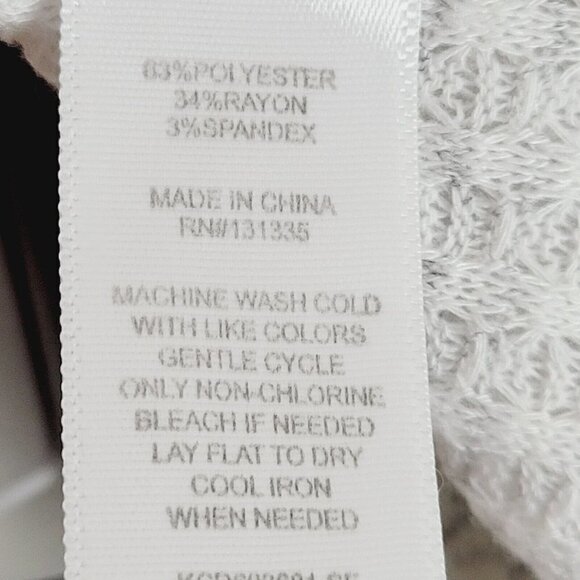 63%POLYESTER
34%RAYON
3%SPANDEX
MADE IN CHINA
RN#131335
MACHINE WASH COLD
WITH LIKE COLORS
GENTLE CYCLE
ONLY NON-CHLORINE
BLEACH IF NEEDED
LAY FLAT TO DRY
COOL IRON
WHEN NEEDED